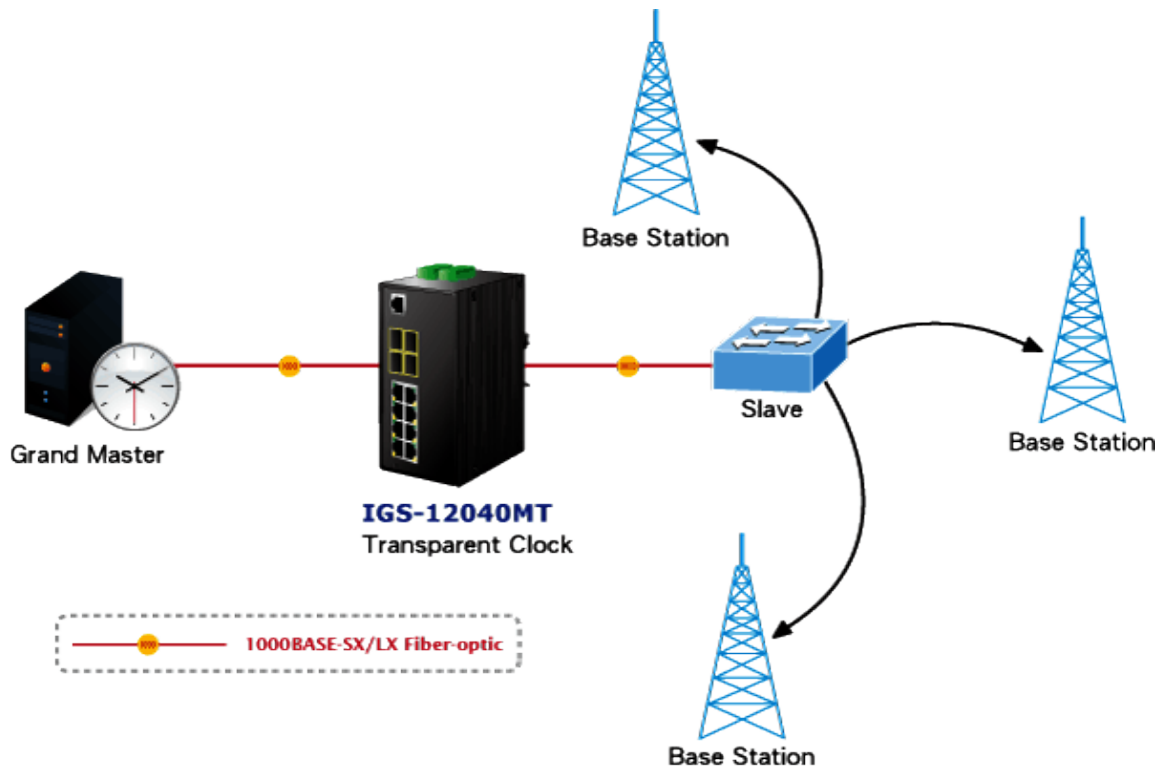 Base Station
Base Station
Grand Master
Slave
IGS-12040MT
Transparent Clock
1000BASE-SX/LX Fiber-optic
Base Station